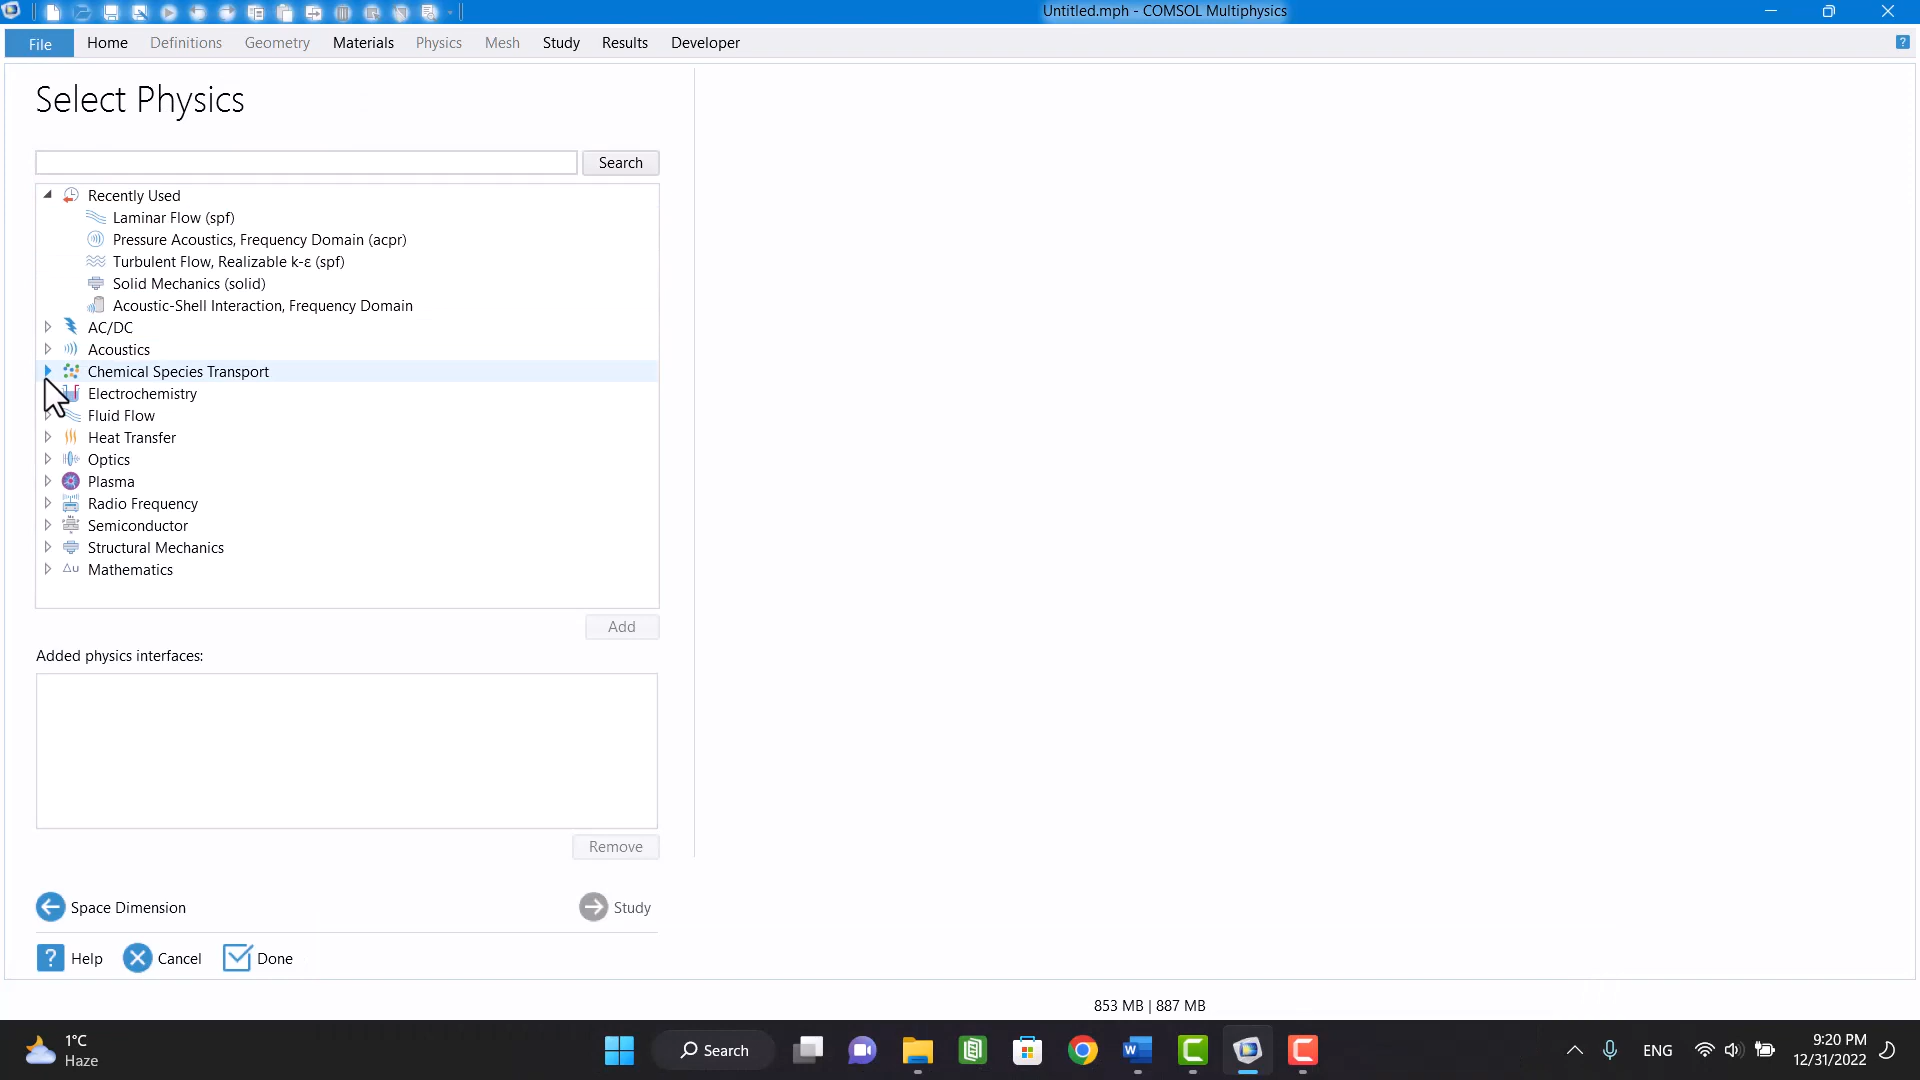 Untitled.mph - COMSOL Multiphysics
File Home Definitions Geometry Materials Physics Mesh Study Results Developer ?
Select Physics
Search
Recently Used
Laminar Flow (spf)
Pressure Acoustics, Frequency Domain (acpr)
Turbulent Flow, Realizable k-ε (spf)
Solid Mechanics (solid)
Acoustic-Shell Interaction, Frequency Domain
AC/DC
Acoustics
Chemical Species Transport
Electrochemistry
Fluid Flow
Heat Transfer
Optics
Plasma
Radio Frequency
Semiconductor
Structural Mechanics
Δu Mathematics
Add
Added physics interfaces:
Remove
Space Dimension Study
? Help Cancel Done
853 MB | 887 MB
1°C
Haze
Search
ENG
9:20 PM
12/31/2022